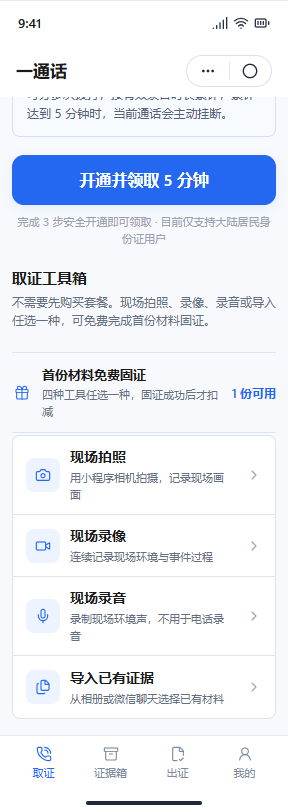 9:41
一通话
达到 5 分钟时，当前通话会主动挂断。
开通并领取 5 分钟
完成 3 步安全开通即可领取 · 目前仅支持大陆居民身
份证用户
取证工具箱
不需要先购买套餐。现场拍照、录像、录音或导入
任选一种，可免费完成首份材料固证。
首份材料免费固证
四种工具任选一种，固证成功后才扣
减
1 份可用
现场拍照
用小程序相机拍摄，记录现场画
面
现场录像
连续记录现场环境与事件过程
现场录音
录制现场环境声，不用于电话录
音
导入已有证据
从相册或微信聊天选择已有材料
取证
证据箱
出证
我的